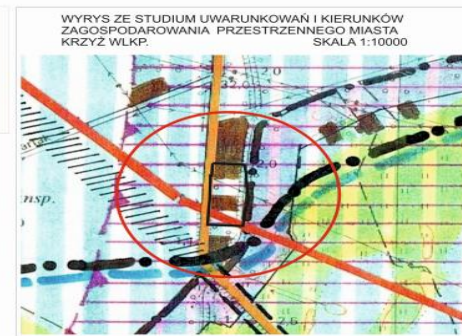 WYRYS ZE STUDIUM UWARUNKOWAŃ I KIERUNKÓW
ZAGOSPODAROWANIA PRZESTRZENNEGO MIASTA
KRZYŻ WLKP. SKALA 1:10000
nsp.